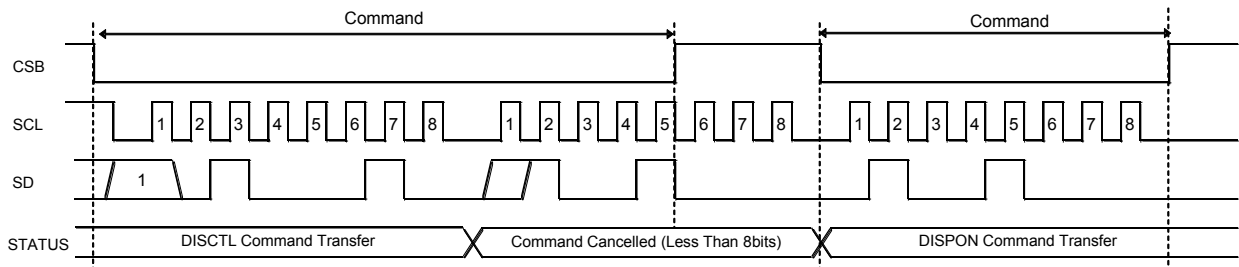 Command Command
CSB
SCL 1 2 3 4 5 6 7 8 1 2 3 4 5 6 7 8 1 2 3 4 5 6 7 8
SD 1
STATUS DISCTL Command Transfer Command Cancelled (Less Than 8bits) DISPON Command Transfer